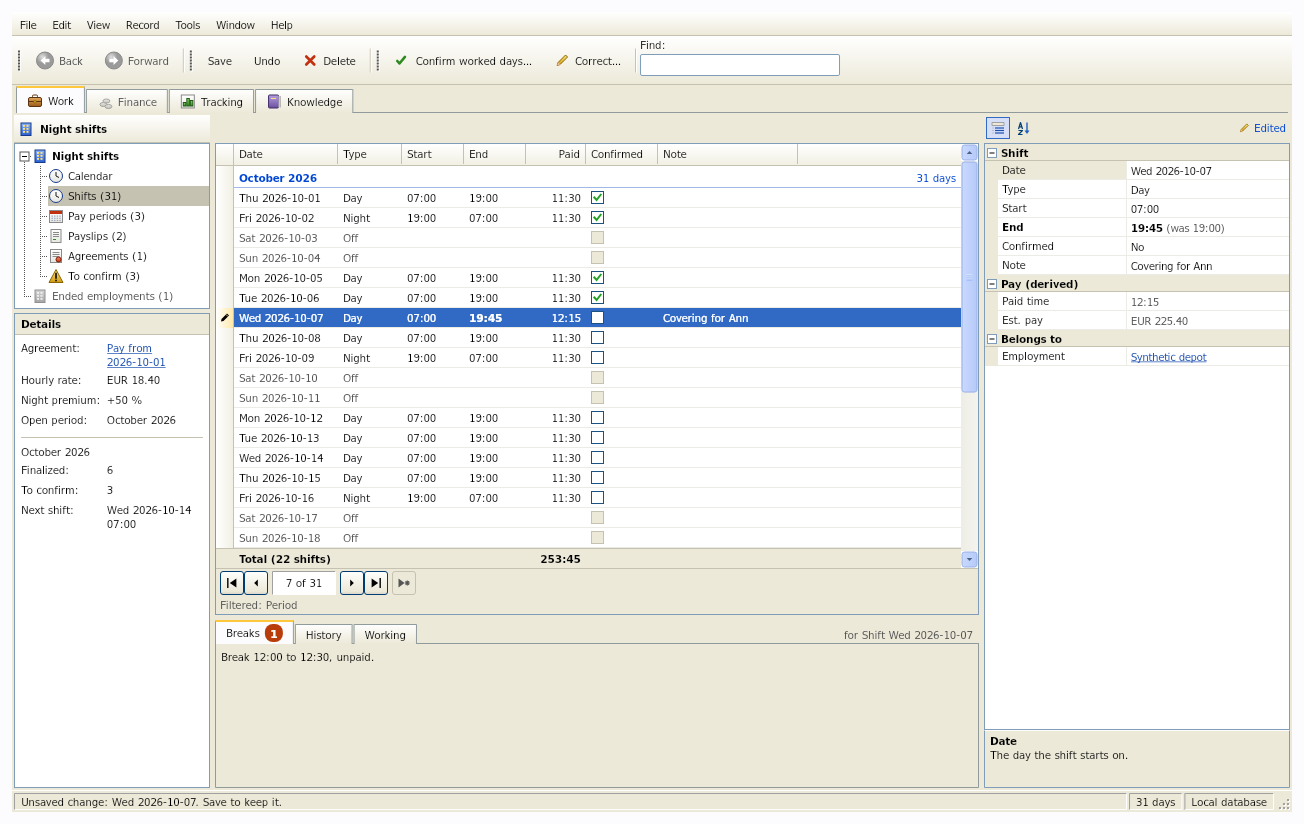 File Edit View Record Tools Window Help
Find:
Back Forward Save Undo Delete Confirm worked days... Correct...
Work Finance Tracking Knowledge
Night shifts
Night shifts
Calendar
Shifts (31)
Pay periods (3)
Payslips (2)
Agreements (1)
To confirm (3)
Ended employments (1)
Details
Agreement: Pay from
2026-10-01
Hourly rate: EUR 18.40
Night premium: +50 %
Open period: October 2026
October 2026
Finalized: 6
To confirm: 3
Next shift: Wed 2026-10-14
07:00
Date Type Start End Paid Confirmed Note
October 2026 31 days
Thu 2026-10-01 Day 07:00 19:00 11:30
Fri 2026-10-02 Night 19:00 07:00 11:30
Sat 2026-10-03 Off
Sun 2026-10-04 Off
Mon 2026-10-05 Day 07:00 19:00 11:30
Tue 2026-10-06 Day 07:00 19:00 11:30
Wed 2026-10-07 Day 07:00 19:45 12:15 Covering for Ann
Thu 2026-10-08 Day 07:00 19:00 11:30
Fri 2026-10-09 Night 19:00 07:00 11:30
Sat 2026-10-10 Off
Sun 2026-10-11 Off
Mon 2026-10-12 Day 07:00 19:00 11:30
Tue 2026-10-13 Day 07:00 19:00 11:30
Wed 2026-10-14 Day 07:00 19:00 11:30
Thu 2026-10-15 Day 07:00 19:00 11:30
Fri 2026-10-16 Night 19:00 07:00 11:30
Sat 2026-10-17 Off
Sun 2026-10-18 Off
Total (22 shifts) 253:45
7 of 31
Filtered: Period
Breaks 1 History Working for Shift Wed 2026-10-07
Break 12:00 to 12:30, unpaid.
AZ Edited
Shift
Date Wed 2026-10-07
Type Day
Start 07:00
End 19:45 (was 19:00)
Confirmed No
Note Covering for Ann
Pay (derived)
Paid time 12:15
Est. pay EUR 225.40
Belongs to
Employment Synthetic depot
Date
The day the shift starts on.
Unsaved change: Wed 2026-10-07. Save to keep it. 31 days Local database